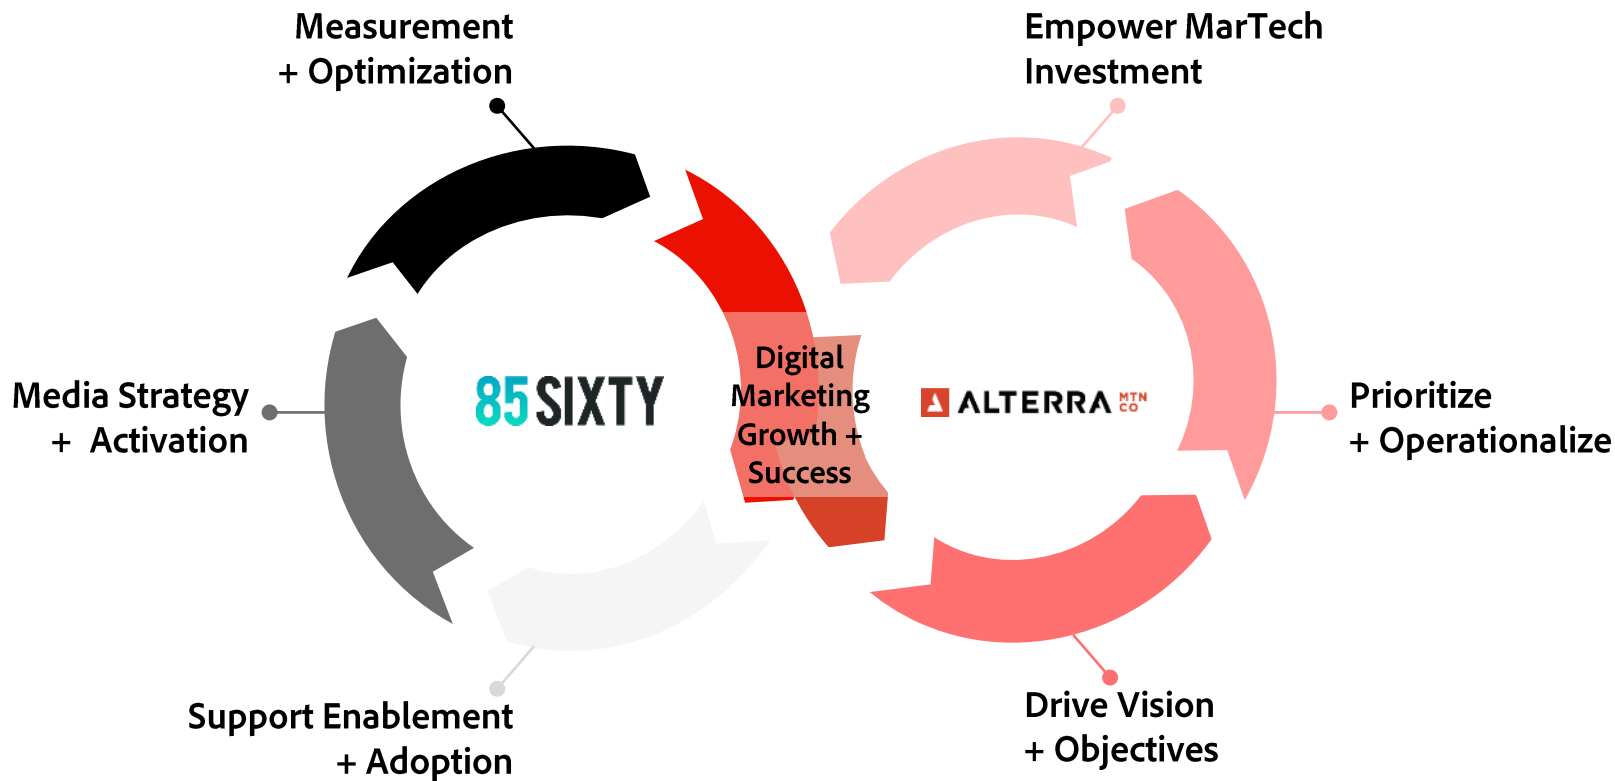 Measurement
+ Optimization
Empower MarTech
Investment
Media Strategy
+ Activation
85SIXTY
Digital
Marketing
Growth +
Success
ALTERRA MTN
CO
Prioritize
+ Operationalize
Support Enablement
+ Adoption
Drive Vision
+ Objectives